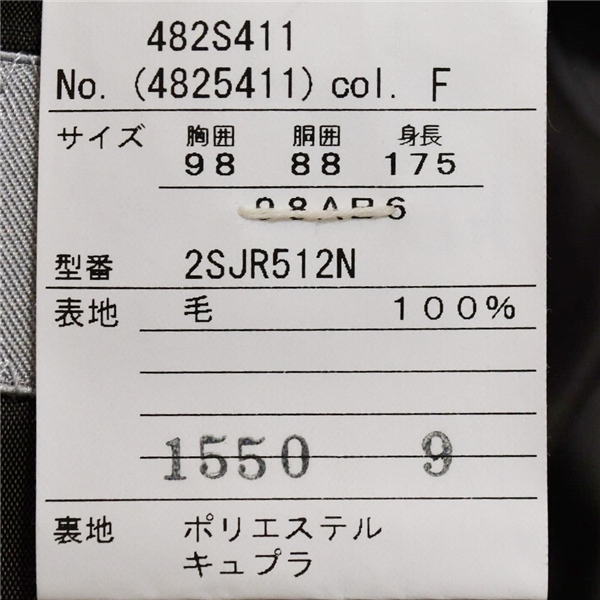 482S411
No. (4825411) col. F
サイズ 胸囲 胴囲 身長
98 88 175
98AB6
型番 2SJR512N
表地 毛 100%
1550 9
裏地 ポリエステル
キュプラ